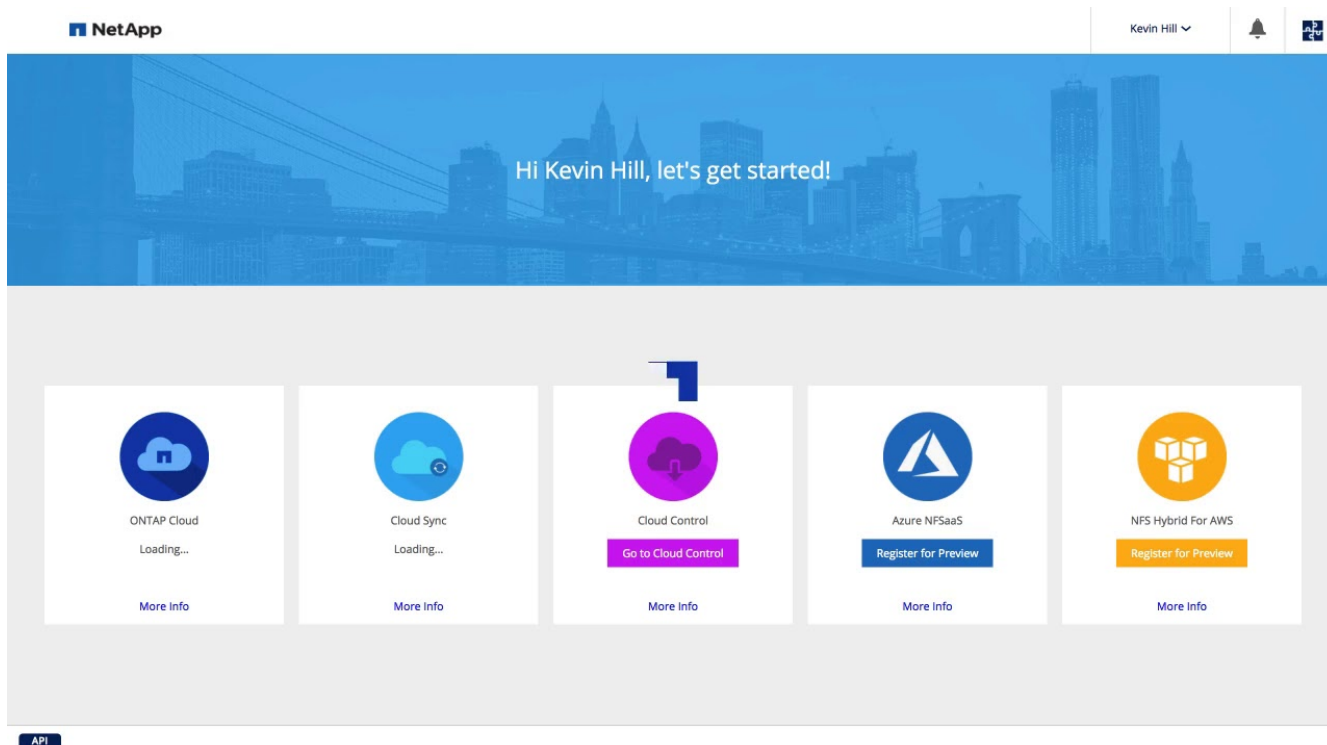 NetApp
Kevin Hill
Hi Kevin Hill, let's get started!
ONTAP Cloud
Loading...
More Info
Cloud Sync
Loading...
More Info
Cloud Control
Go to Cloud Control
More Info
Azure NFSaaS
Register for Preview
More Info
NFS Hybrid For AWS
Register for Preview
More Info
API